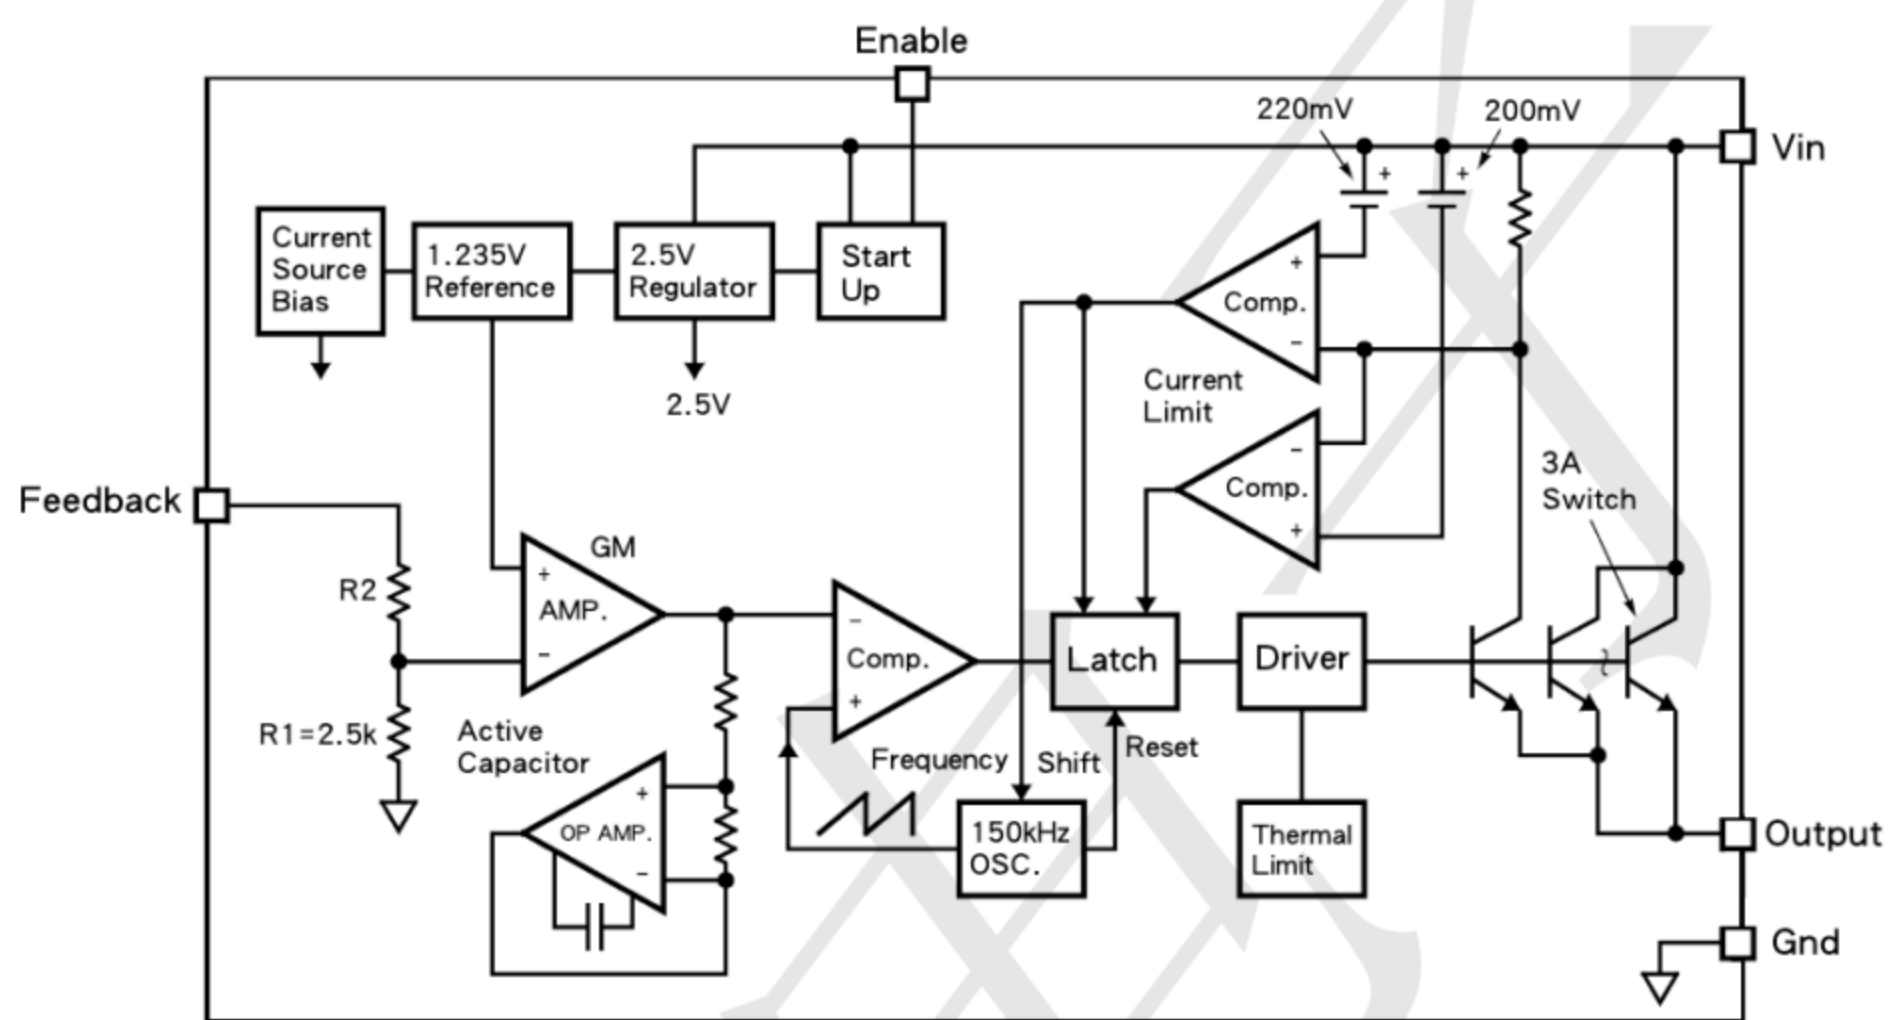 Enable
220mV
200mV
Vin
+
+
Current
Source
Bias
1.235V
Reference
2.5V
Regulator
Start
Up
+
Comp.
-
2.5V
Current
Limit
-
Comp.
+
3A
Switch
Feedback
GM
R2
+
AMP.
-
-
Comp.
+
Latch
Driver
R1=2.5k
Active
Capacitor
Frequency
Shift
Reset
+
OP AMP.
-
150kHz
OSC.
Thermal
Limit
Output
Gnd